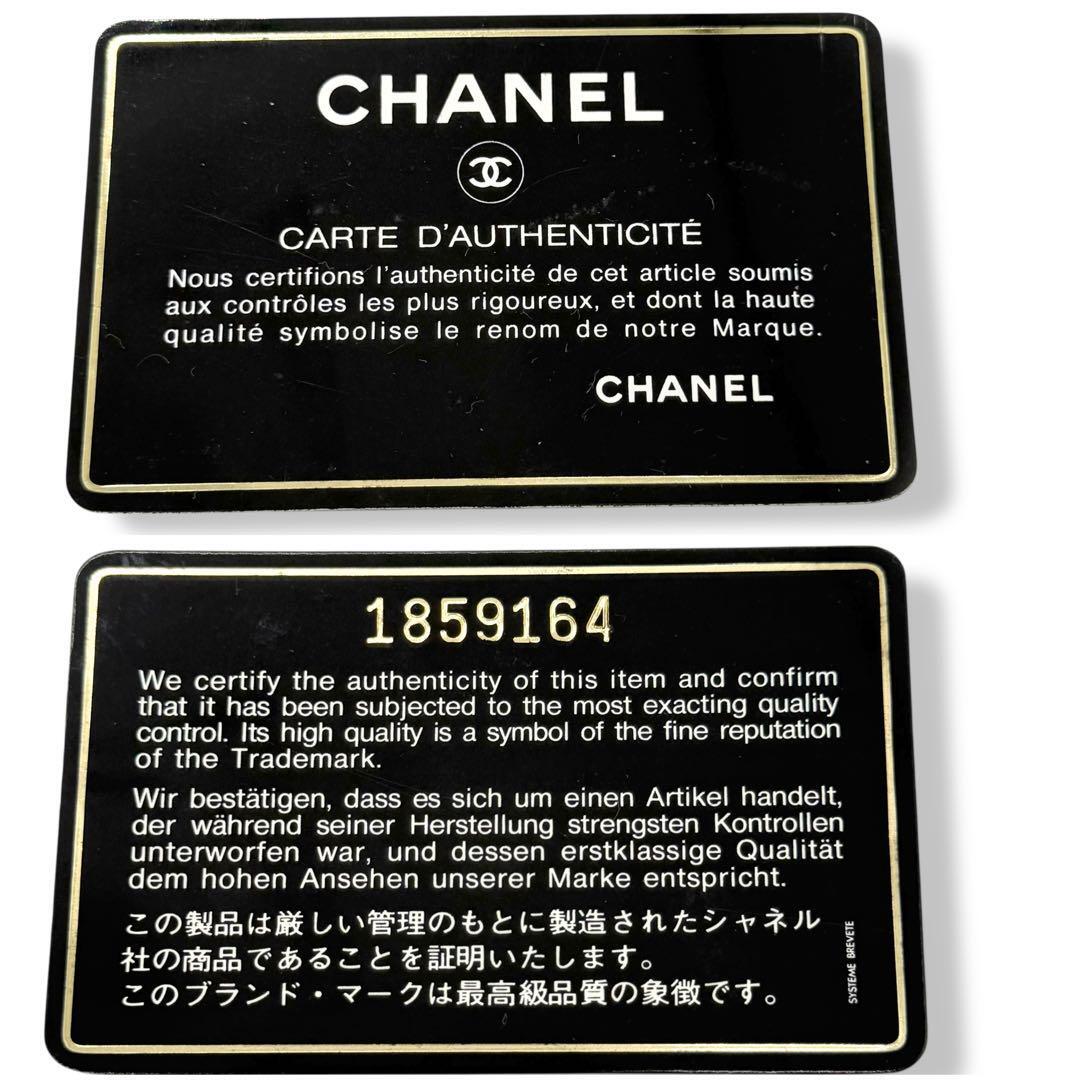 CHANEL
CARTE D'AUTHENTICITÉ
Nous certifions l'authenticité de cet article soumis
aux contrôles les plus rigoureux, et dont la haute
qualité symbolise le renom de notre Marque.
CHANEL
1859164
We certify the authenticity of this item and confirm
that it has been subjected to the most exacting quality
control. Its high quality is a symbol of the fine reputation
of the Trademark.
Wir bestätigen, dass es sich um einen Artikel handelt,
der während seiner Herstellung strengsten Kontrollen
unterworfen war, und dessen erstklassige Qualität
dem hohen Ansehen unserer Marke entspricht.
この製品は厳しい管理のもとに製造されたシャネル
社の商品であることを証明いたします。
このブランド・マークは最高級品質の象徴です。
SYSTEME BREVETE